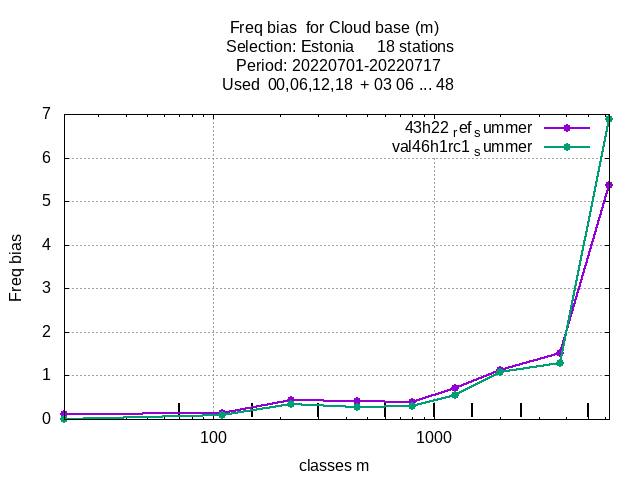 Freq bias  for Cloud base (m)
Selection: Estonia     18 stations
Period: 20220701-20220717
Used  00,06,12,18  + 03 06 ... 48
43h22 ref summer
val46h1rc1 summer
7
6
5
4
3
2
1
0
Freq bias
100 1000
classes m